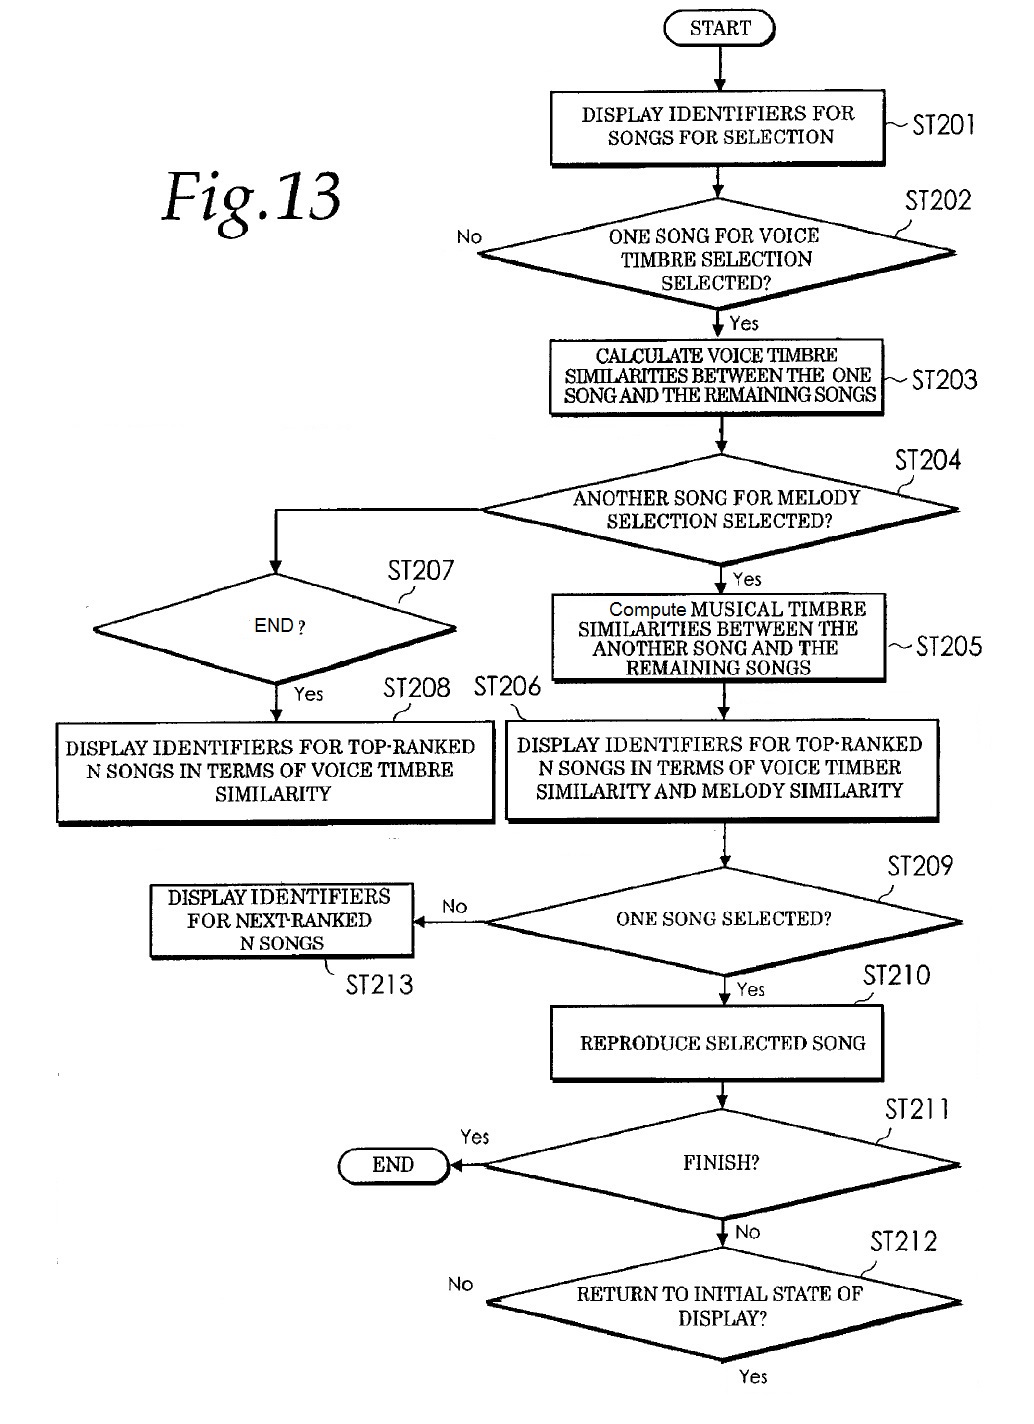 START
DISPLAY IDENTIFIERS FOR
SONGS FOR SELECTION
ST201
Fig.13
ST202
No
ONE SONG FOR VOICE
TIMBRE SELECTION
SELECTED?
Yes
CALCULATE VOICE TIMBRE
SIMILARITIES BETWEEN THE ONE
SONG AND THE REMAINING SONGS
ST203
ST204
ANOTHER SONG FOR MELODY
SELECTION SELECTED?
Yes
ST207
END ?
Yes
Compute MUSICAL TIMBRE
SIMILARITIES BETWEEN THE
ANOTHER SONG AND THE
REMAINING SONGS
ST205
ST208
DISPLAY IDENTIFIERS FOR TOP-RANKED
N SONGS IN TERMS OF VOICE TIMBRE
SIMILARITY
ST206
DISPLAY IDENTIFIERS FOR TOP-RANKED
N SONGS IN TERMS OF VOICE TIMBER
SIMILARITY AND MELODY SIMILARITY
ST209
ONE SONG SELECTED?
No
DISPLAY IDENTIFIERS
FOR NEXT-RANKED
N SONGS
ST213
Yes
ST210
REPRODUCE SELECTED SONG
ST211
FINISH?
Yes
END
No
ST212
No
RETURN TO INITIAL STATE OF
DISPLAY?
Yes